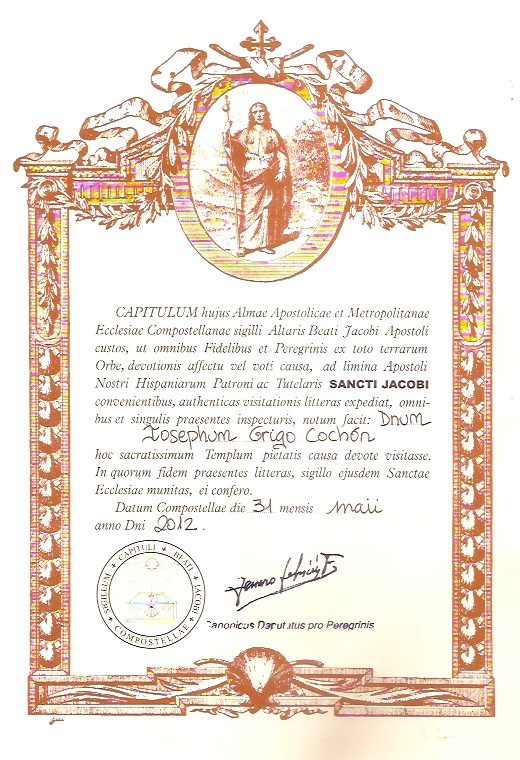 CAPITULUM hujus Almae Apostolicae et Metropolitanae
Ecclesiae Compostellanae sigilli Altaris Beati Jacobi Apostoli
custos, ut omnibus Fidelibus et Peregrinis ex toto terrarum
Orbe, devotionis affectu vel voti causa, ad limina Apostoli
Nostri Hispaniarum Patroni ac Tutelaris SANCTI JACOBI
convenientibus, authenticas visitationis litteras expediat, omni-
bus et singulis praesentes inspecturis, notum facit: Dnum
Iosephum Grigo Cochón
hoc sacratissimum Templum pietatis causa devote visitasse.
In quorum fidem praesentes litteras, sigillo ejusdem Sanctae
Ecclesiae munitas, ei confero.
Datum Compostellae die 31 mensis maii
anno Dni 2012.
SIGILLUM + CAPITULI + BEATI + JACOBI + COMPOSTELLAE +
Canonicus Deputatus pro Peregrinis